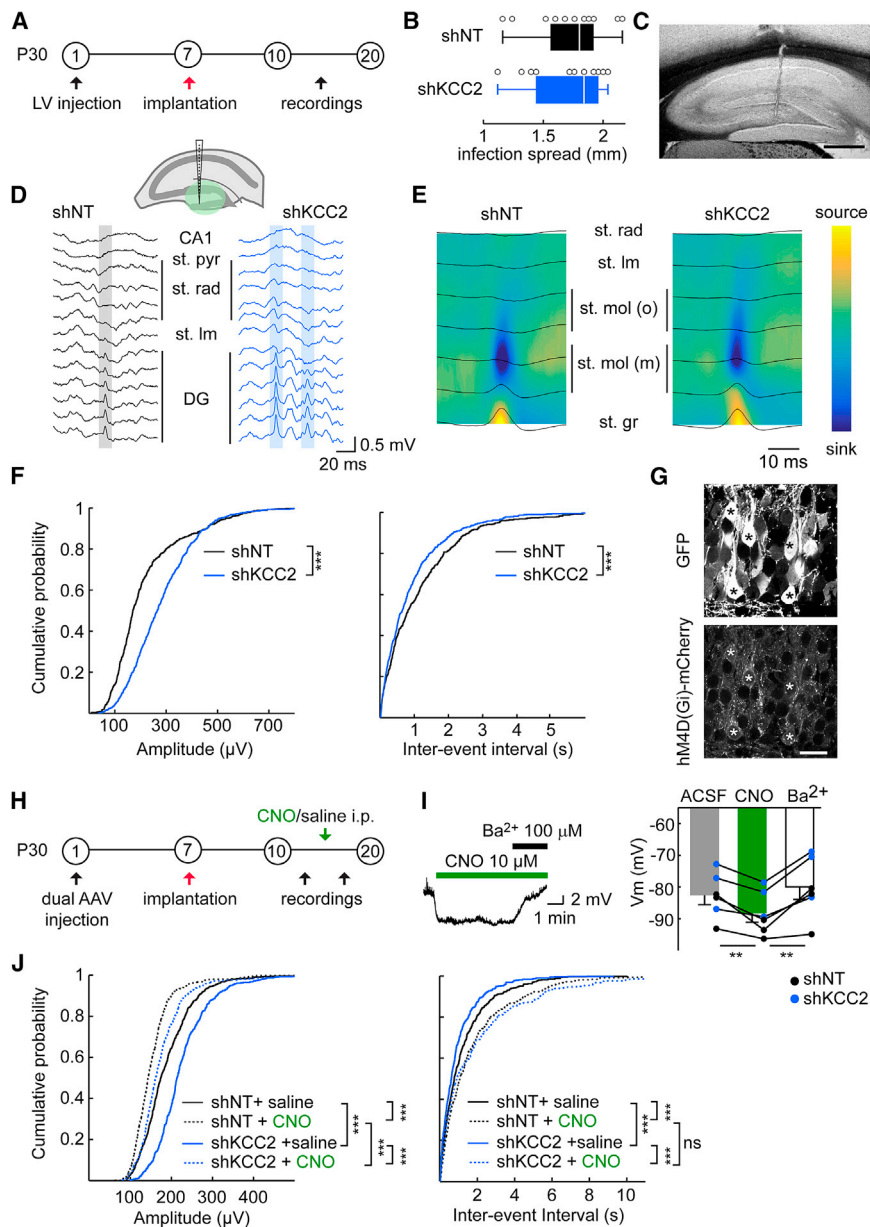 A
P30
1
7
10
20
LV injection
implantation
recordings
B
shNT
shKCC2
1
1.5
2
infection spread (mm)
C
D
shNT
shKCC2
CA1
st. pyr
st. rad
st. lm
DG
0.5 mV
20 ms
E
shNT
shKCC2
st. rad
st. lm
st. mol (o)
st. mol (m)
st. gr
source
sink
10 ms
F
Cumulative probability
1
0.8
0.6
0.4
0.2
100 300 500 700
Amplitude (µV)
shNT
shKCC2
***
1 2 3 4 5
Inter-event interval (s)
shNT
shKCC2
***
G
GFP
* * * * *
hM4D(Gi)-mCherry
* * * * *
H
CNO/saline i.p.
P30
1
7
10
20
dual AAV
injection
implantation
recordings
I
Ba2+ 100 µM
CNO 10 µM
2 mV
1 min
ACSF CNO Ba2+
Vm (mV)
-60
-70
-80
-90
** **
shNT
shKCC2
J
Cumulative probability
1
0.8
0.6
0.4
0.2
100 200 300 400
Amplitude (µV)
shNT+ saline
shNT + CNO
shKCC2 +saline
shKCC2 + CNO
*** *** *** ***
2 4 6 8 10
Inter-event Interval (s)
shNT+ saline
shNT + CNO
shKCC2 +saline
shKCC2 + CNO
*** *** *** ns